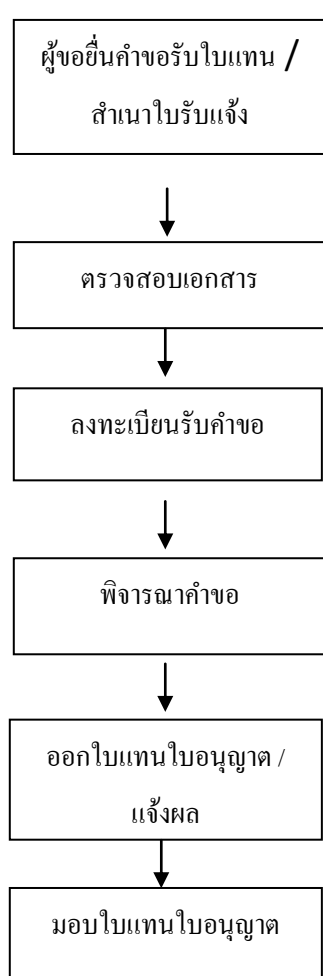 ผู้ขอยื่นคำขอรับใบแทน /
สำเนาใบรับแจ้ง
ตรวจสอบเอกสาร
ลงทะเบียนรับคำขอ
พิจารณาคำขอ
ออกใบแทนใบอนุญาต /
แจ้งผล
มอบใบแทนใบอนุญาต